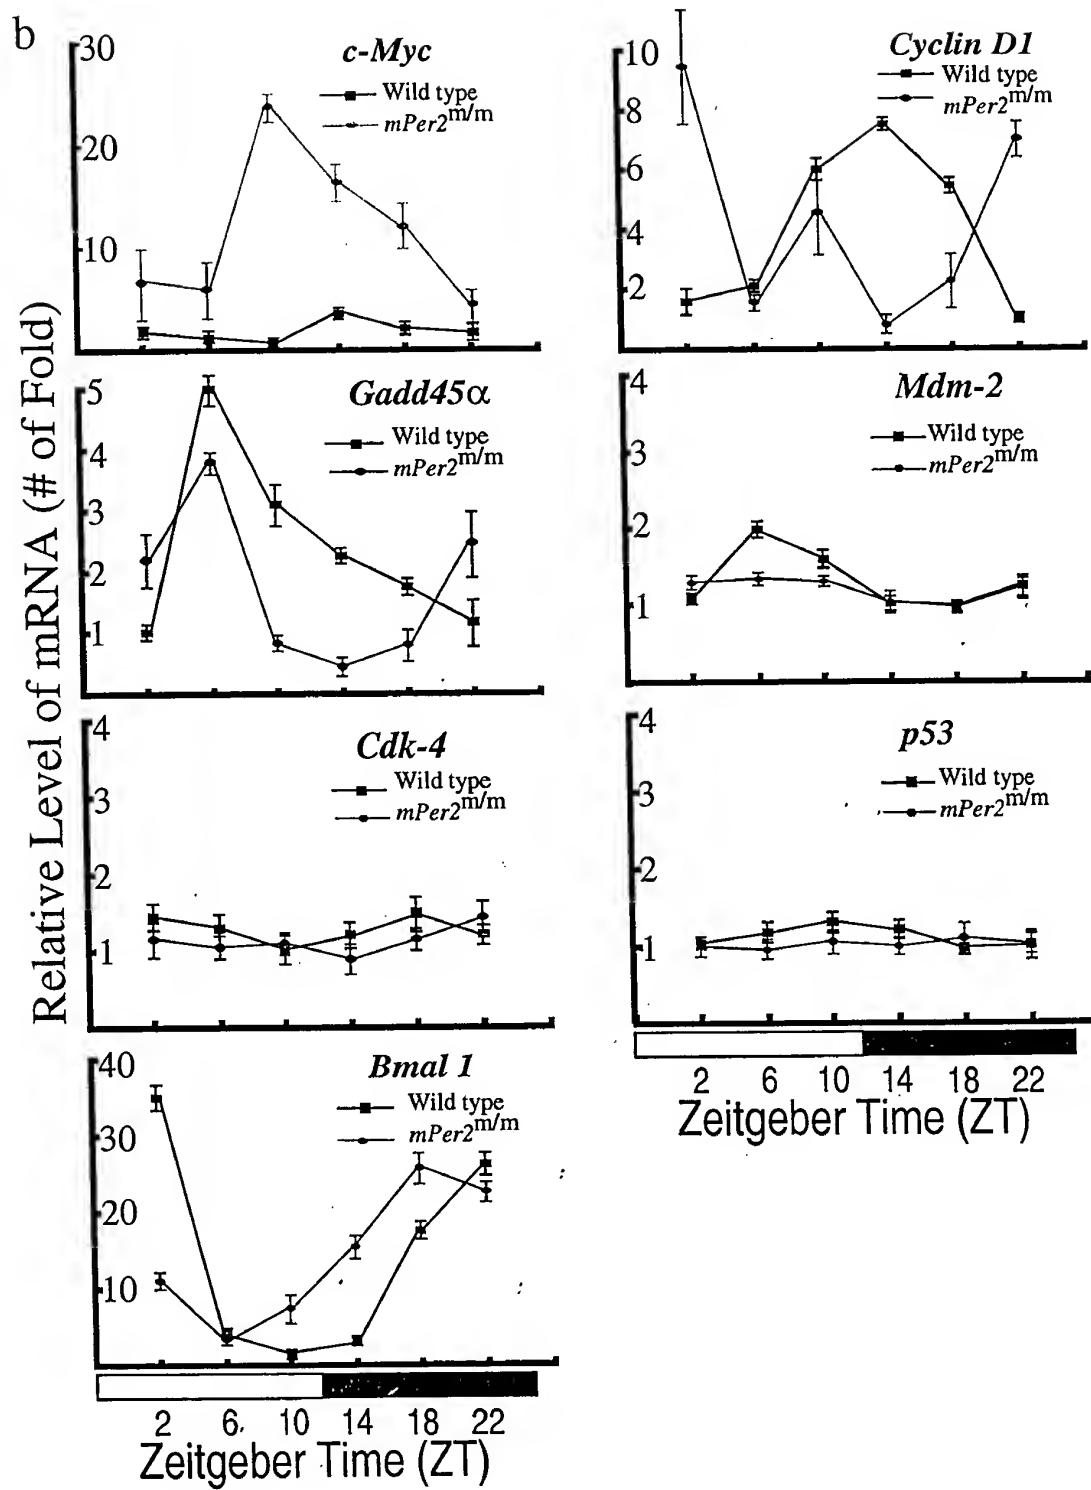 b
Relative Level of mRNA (# of Fold)
c-Myc
Wild type
mPer2m/m
30
20
10
Cyclin D1
Wild type
mPer2m/m
10
8
6
4
2
Gadd45α
Wild type
mPer2m/m
5
4
3
2
1
Mdm-2
Wild type
mPer2m/m
4
3
2
1
Cdk-4
Wild type
mPer2m/m
4
3
2
1
p53
Wild type
mPer2m/m
4
3
2
1
2 6 10 14 18 22
Zeitgeber Time (ZT)
Bmal 1
Wild type
mPer2m/m
40
30
20
10
2 6 10 14 18 22
Zeitgeber Time (ZT)